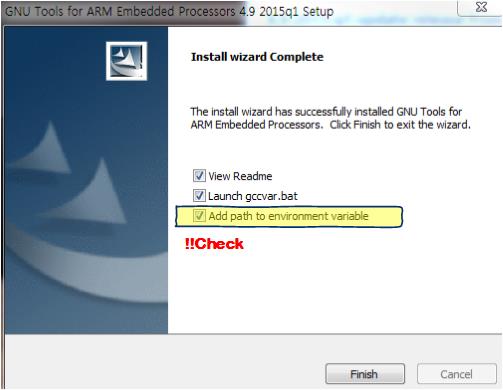 GNU Tools for ARM Embedded Processors 4.9 2015q1 Setup
Install wizard Complete
The install wizard has successfully installed GNU Tools for
ARM Embedded Processors. Click Finish to exit the wizard.
View Readme
Launch gccvar.bat
Add path to environment variable
!!Check
Finish
Cancel